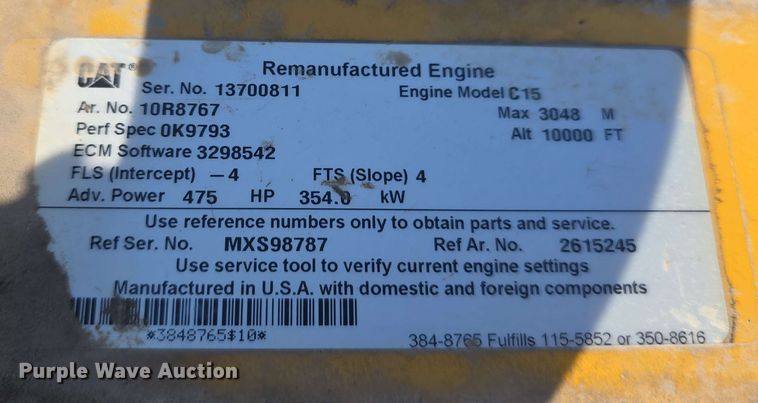 CAT®
Remanufactured Engine
Ser. No. 13700811 Engine Model C15
Ar. No. 10R8767 Max 3048 M
Perf Spec 0K9793 Alt 10000 FT
ECM Software 3298542
FLS (Intercept) -4 FTS (Slope) 4
Adv. Power 475 HP 354.0 kW
Use reference numbers only to obtain parts and service.
Ref Ser. No. MXS98787 Ref Ar. No. 2615245
Use service tool to verify current engine settings
Manufactured in U.S.A. with domestic and foreign components
*3848765$10*
384-8765 Fulfills 115-5852 or 350-8616
Purple Wave Auction